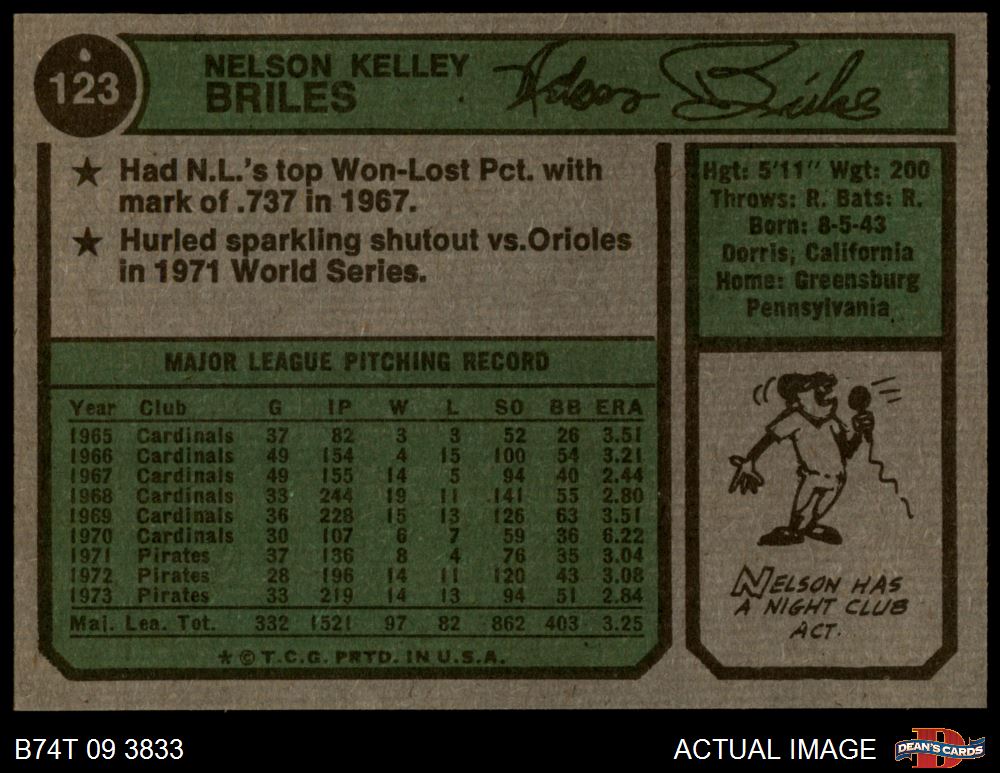 123
NELSON KELLEY
BRILES
Nelson Briles
★ Had N.L.'s top Won-Lost Pct. with
mark of .737 in 1967.
★ Hurled sparkling shutout vs.Orioles
in 1971 World Series.
Hgt: 5'11" Wgt: 200
Throws: R. Bats: R.
Born: 8-5-43
Dorris, California
Home: Greensburg
Pennsylvania
MAJOR LEAGUE PITCHING RECORD
Year Club G IP W L SO BB ERA
1965 Cardinals 37 82 3 3 52 26 3.51
1966 Cardinals 49 154 4 15 100 54 3.21
1967 Cardinals 49 155 14 5 94 40 2.44
1968 Cardinals 33 244 19 11 141 55 2.80
1969 Cardinals 36 228 15 13 126 63 3.51
1970 Cardinals 30 107 6 7 59 36 6.22
1971 Pirates 37 136 8 4 76 35 3.04
1972 Pirates 28 196 14 11 120 43 3.08
1973 Pirates 33 219 14 13 94 51 2.84
Maj. Lea. Tot. 332 1521 97 82 862 403 3.25
* © T.C.G. PRTD. IN U.S.A.
NELSON HAS
A NIGHT CLUB
ACT.
B74T 09 3833
ACTUAL IMAGE
D
DEAN'S CARDS